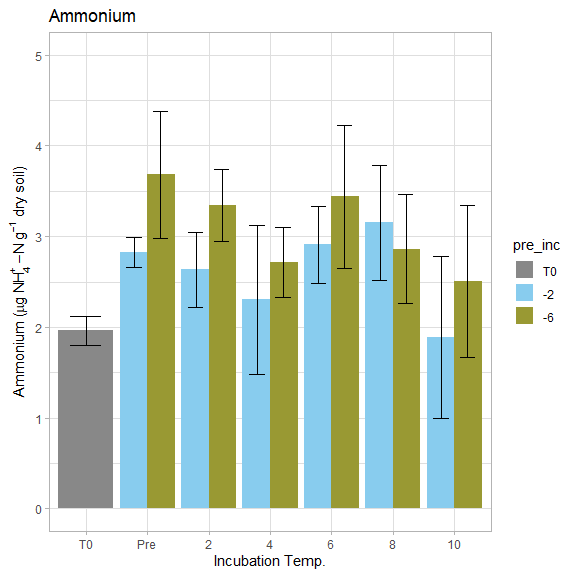 Ammonium
5
4
3
2
1
0
Ammonium (μg NH₄⁺ −N g⁻¹ dry soil)
T0 Pre 2 4 6 8 10
Incubation Temp.
pre_inc
T0
-2
-6